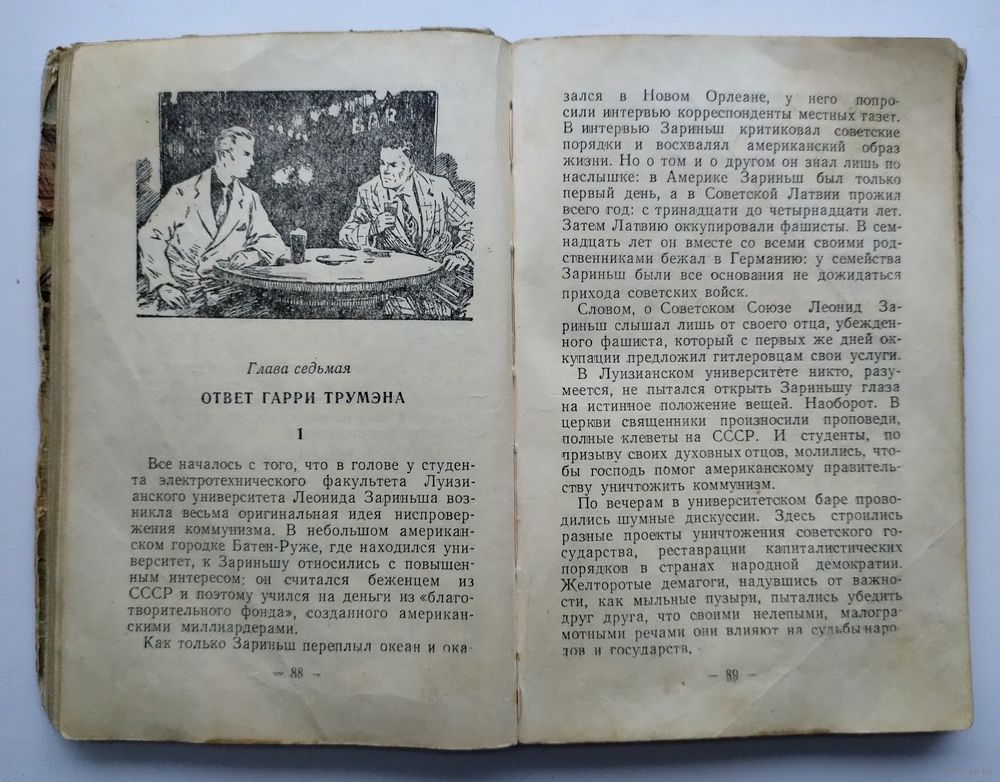 БАР
Глава седьмая
ОТВЕТ ГАРРИ ТРУМЭНА
1
Все началось с того, что в голове у студен-
та электротехнического факультета Луизи-
анского университета Леонида Зариньша воз-
никла весьма оригинальная идея ниспровер-
жения коммунизма. В небольшом американ-
ском городке Батен-Руже, где находился уни-
верситет, к Зариньшу относились с повышен-
ным интересом: он считался беженцем из
СССР и поэтому учился на деньги из «благо-
творительного фонда», созданного американ-
скими миллиардерами.
Как только Зариньш переплыл океан и ока-
— 88 —
зался в Новом Орлеане, у него попро-
сили интервью корреспонденты местных газет.
В интервью Зариньш критиковал советские
порядки и восхвалял американский образ
жизни. Но о том и о другом он знал лишь по
наслышке: в Америке Зариньш был только
первый день, а в Советской Латвии прожил
всего год: с тринадцати до четырнадцати лет.
Затем Латвию оккупировали фашисты. В сем-
надцать лет он вместе со всеми своими род-
ственниками бежал в Германию: у семейства
Зариньш были все основания не дожидаться
прихода советских войск.
Словом, о Советском Союзе Леонид За-
риньш слышал лишь от своего отца, убежден-
ного фашиста, который с первых же дней ок-
купации предложил гитлеровцам свои услуги.
В Луизианском университете никто, разу-
меется, не пытался открыть Зариньшу глаза
на истинное положение вещей. Наоборот. В
церкви священники произносили проповеди,
полные клеветы на СССР. И студенты, по
призыву своих духовных отцов, молились, что-
бы господь помог американскому правитель-
ству уничтожить коммунизм.
По вечерам в университетском баре прово-
дились шумные дискуссии. Здесь строились
разные проекты уничтожения советского го-
сударства, реставрации капиталистических
порядков в странах народной демократии.
Желторотые демагоги, надувшись от важно-
сти, как мыльные пузыри, пытались убедить
друг друга, что своими нелепыми, малогра-
мотными речами они влияют на судьбы наро
дов и государств.
— 89 —